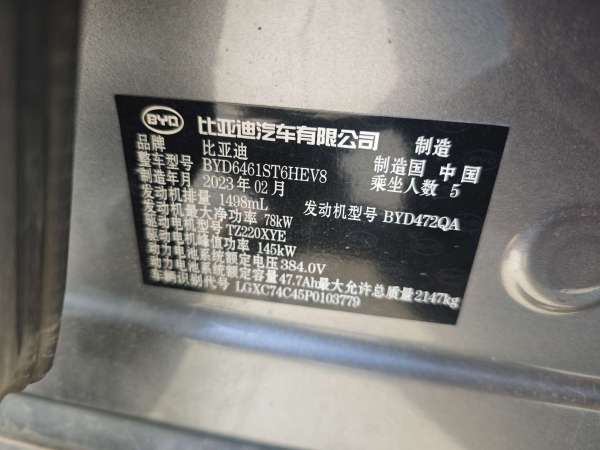 BYD 比亚迪汽车有限公司 制造
品牌 比亚迪 制造国 中国
整车型号 BYD6461ST6HEV8 乘坐人数 5
制造年月 2023年02月
发动机排量 1498mL 发动机型号 BYD472QA
发动机最大净功率 78kW
驱动电机型号 TZ220XYE
驱动电机峰值功率 145kW
动力电池系统额定电压 384.0V
动力电池系统额定容量 47.7Ah 最大允许总质量 2147kg
车辆识别代号 LGXC74C45P0103779